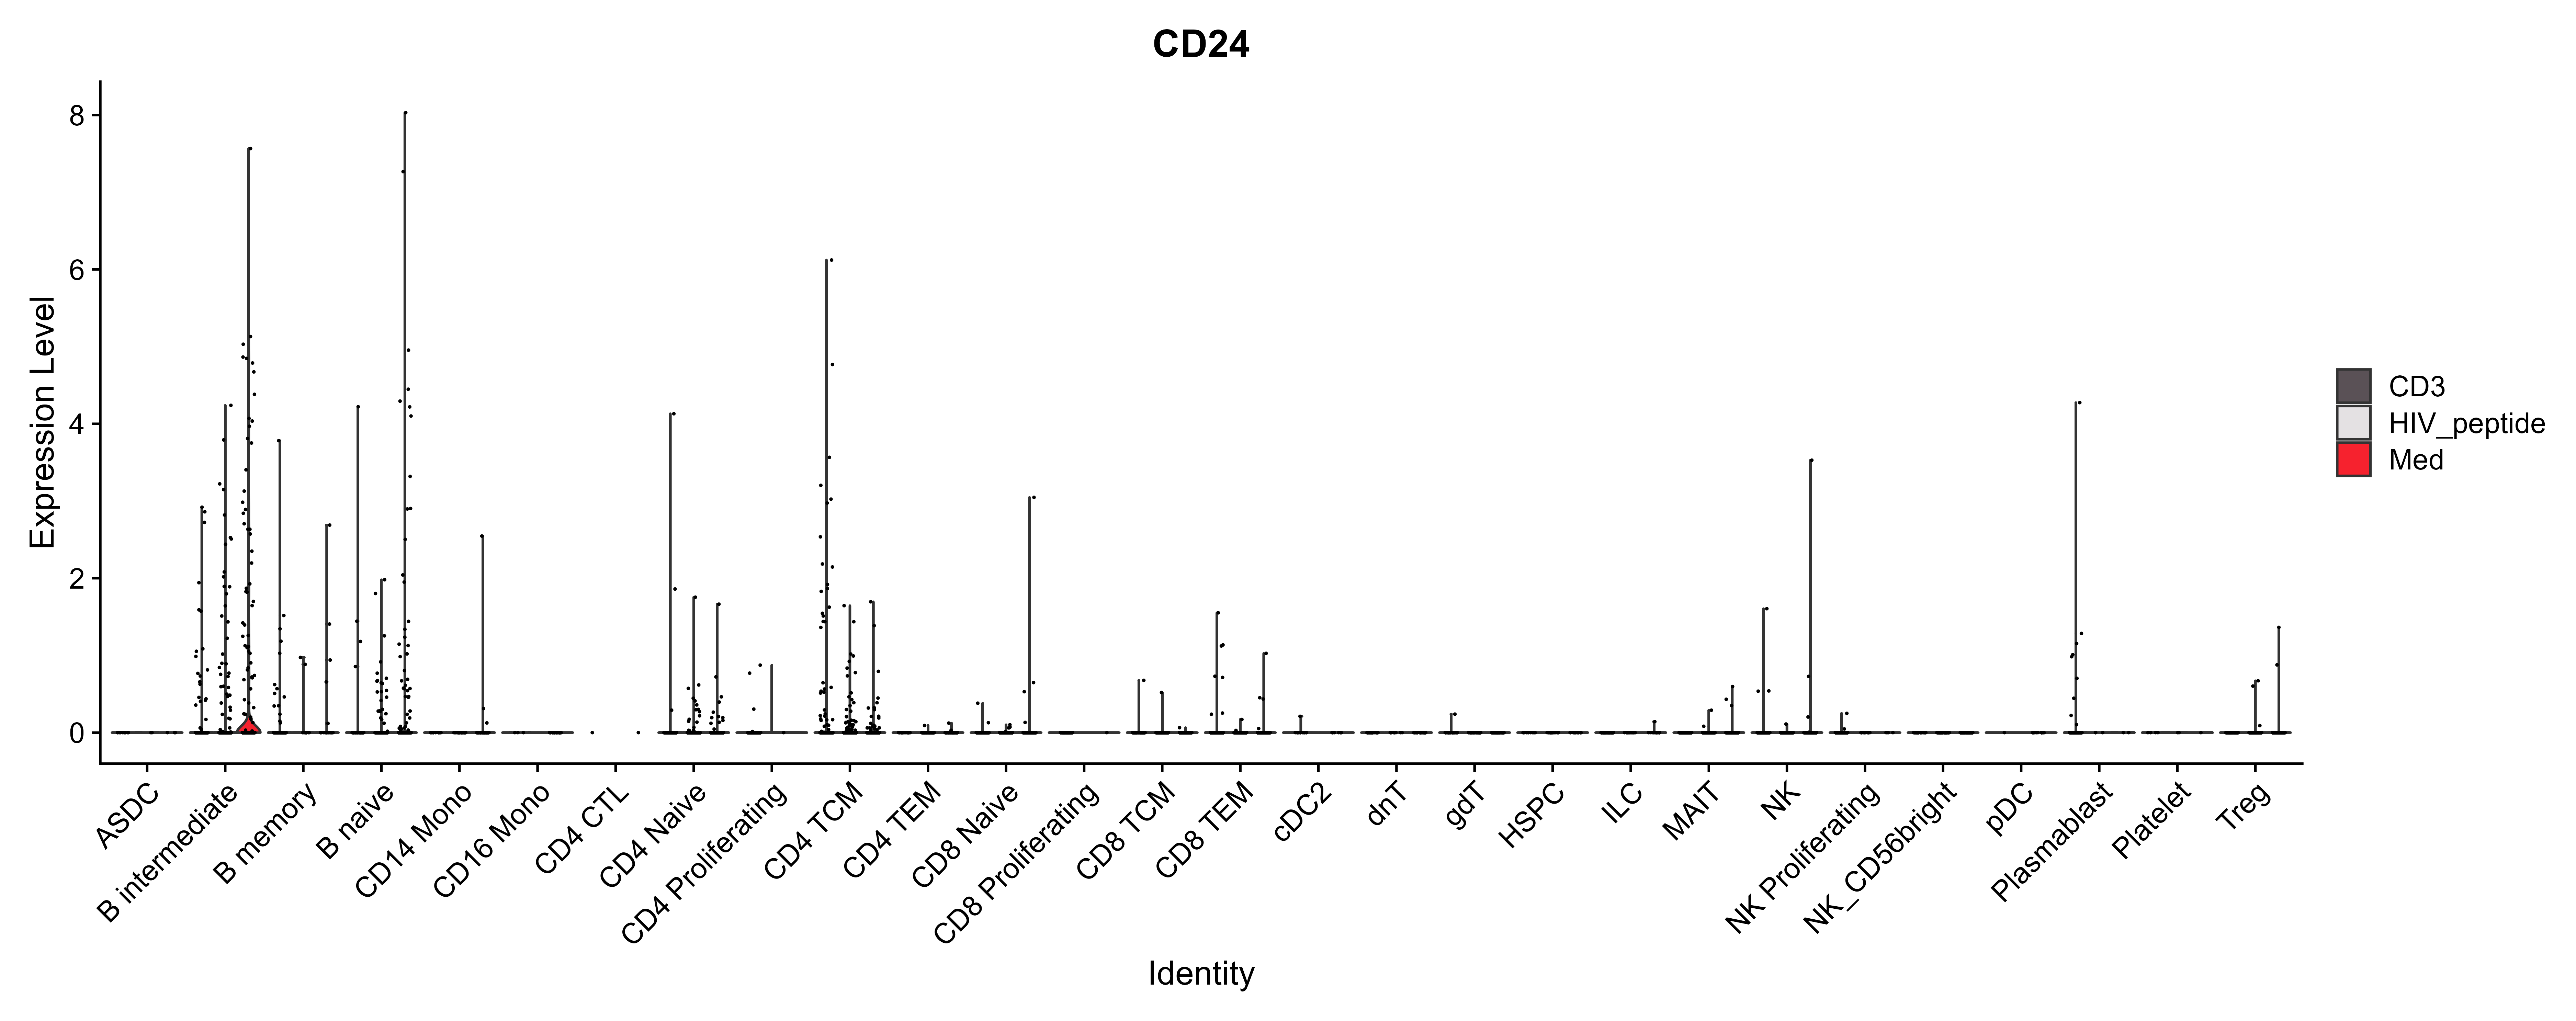 CD24
Expression Level
8
6
4
2
0
CD3
HIV_peptide
Med
ASDC
B intermediate
B memory
B naive
CD14 Mono
CD16 Mono
CD4 CTL
CD4 Naive
CD4 Proliferating
CD4 TCM
CD4 TEM
CD8 Naive
CD8 Proliferating
CD8 TCM
CD8 TEM
cDC2
dnT
gdT
HSPC
ILC
MAIT
NK
NK Proliferating
NK_CD56bright
pDC
Plasmablast
Platelet
Treg
Identity